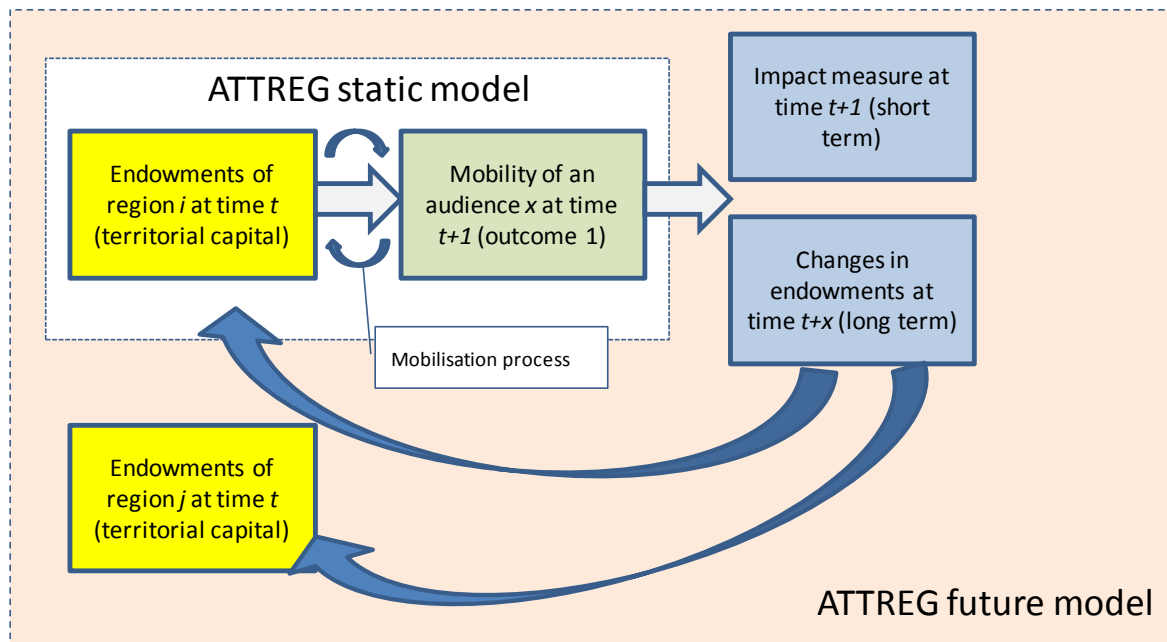 ATTREG static model
Endowments of
region i at time t
(territorial capital)
Mobility of an
audience x at time
t+1 (outcome 1)
Impact measure at
time t+1 (short
term)
Changes in
endowments at
time t+x (long term)
Mobilisation process
Endowments of
region j at time t
(territorial capital)
ATTREG future model